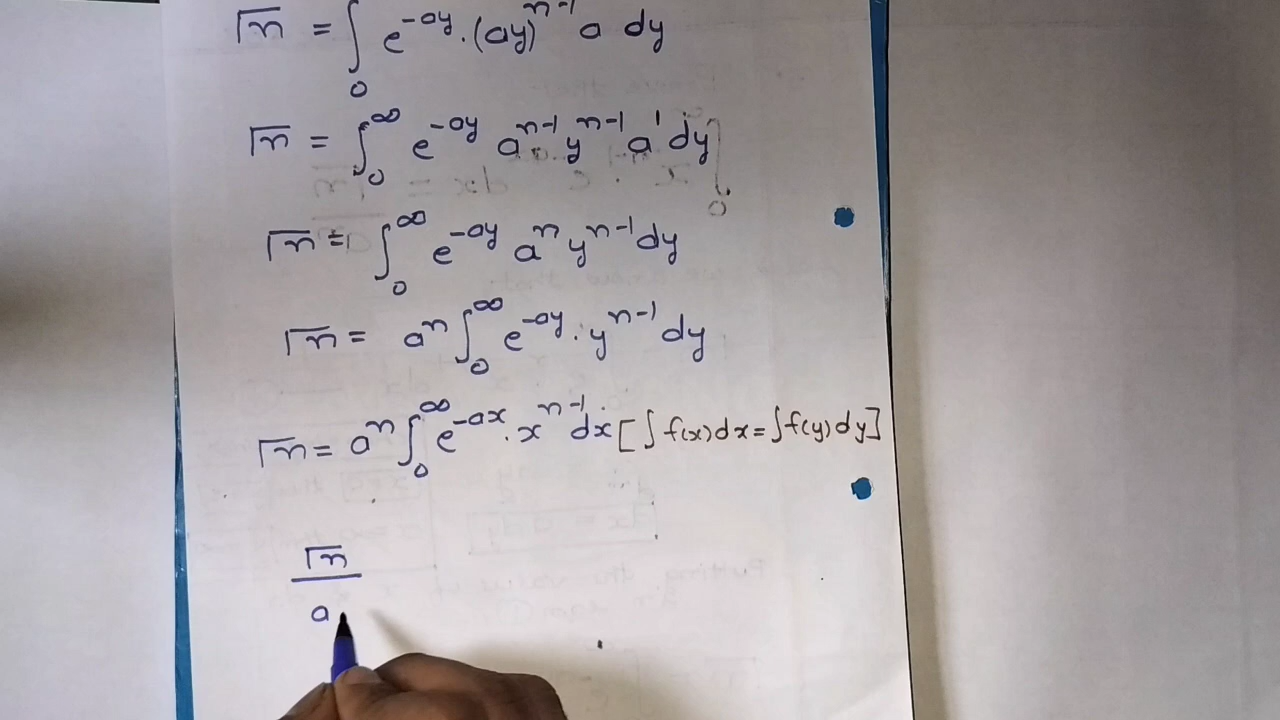 Γn = ∫₀ e^{-ay}.(ay)^{n-1} a dy
Γn = ∫₀^∞ e^{-ay} a^{n-1} y^{n-1} a^1 dy
Γn = ∫₀^∞ e^{-ay} a^n y^{n-1} dy
Γn = a^n ∫₀^∞ e^{-ay} . y^{n-1} dy
Γn = a^n ∫₀^∞ e^{-ax} . x^{n-1} dx [∫f(x)dx = ∫f(y)dy]
Γn
a